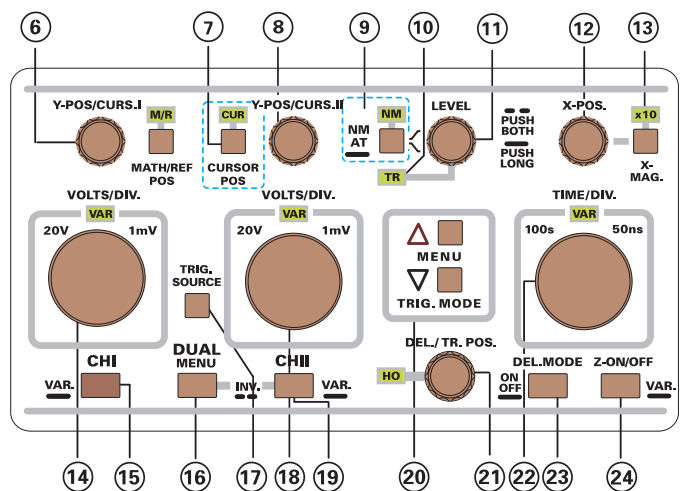 6 7 8 9 10 11 12 13
Y-POS/CURS.I
M/R
MATH/REF
POS
CUR
CURSOR
POS
Y-POS/CURS.II
NM
AT
NM
TR
LEVEL
PUSH
BOTH
PUSH
LONG
X-POS.
x10
X-
MAG.
VOLTS/DIV.
VAR
20V 1mV
TRIG.
SOURCE
VOLTS/DIV.
VAR
20V 1mV
MENU
TRIG. MODE
TIME/DIV.
VAR
100s 50ns
VAR.
CHI
DUAL
MENU
INV.
CHII
VAR.
HO
DEL./ TR. POS.
ON
OFF
DEL.MODE
Z-ON/OFF
VAR.
14 15 16 17 18 19 20 21 22 23 24